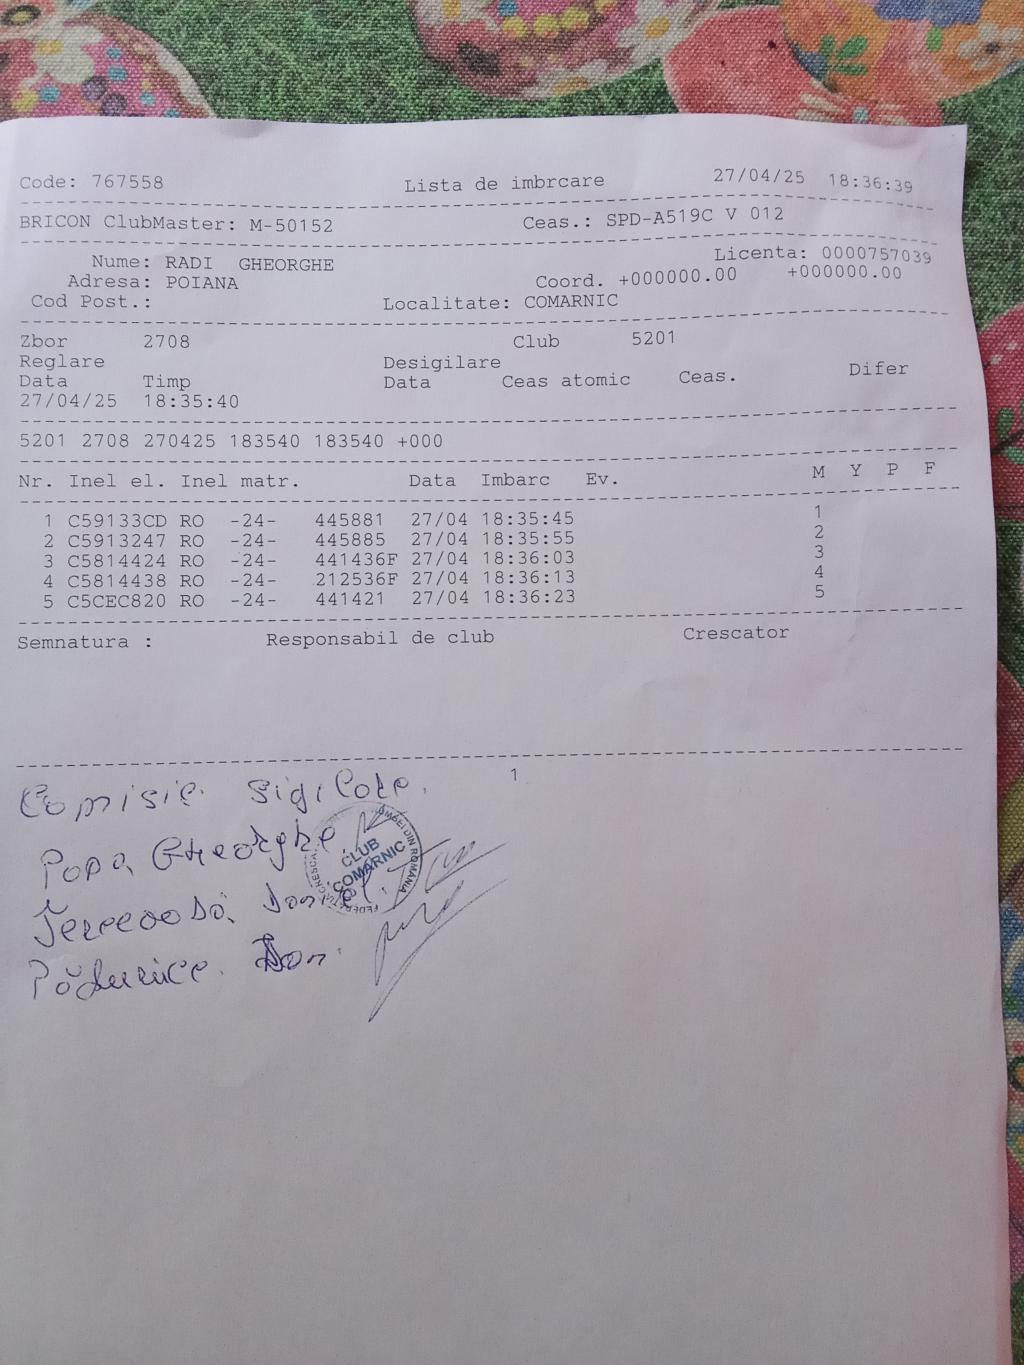 Code: 767558 Lista de imbrcare 27/04/25 18:36:39
BRICON ClubMaster: M-50152 Ceas.: SPD-A519C V 012
Nume: RADI GHEORGHE Licenta: 0000757039
Adresa: POIANA Coord. +000000.00 +000000.00
Cod Post.: Localitate: COMARNIC
Zbor 2708 Club 5201
Reglare Desigilare
Data Timp Data Ceas atomic Ceas. Difer
27/04/25 18:35:40
5201 2708 270425 183540 183540 +000
Nr. Inel el. Inel matr. Data Imbarc Ev. M Y P F
1 C59133CD RO -24- 445881 27/04 18:35:45 1
2 C5913247 RO -24- 445885 27/04 18:35:55 2
3 C5814424 RO -24- 441436F 27/04 18:36:03 3
4 C5814438 RO -24- 212536F 27/04 18:36:13 4
5 C5CEC820 RO -24- 441421 27/04 18:36:23 5
Semnatura : Responsabil de club Crescator
1
Comisie Sigilare.
Popa Gheorghe
CLUB
COMARNIC
Daniel
Dan